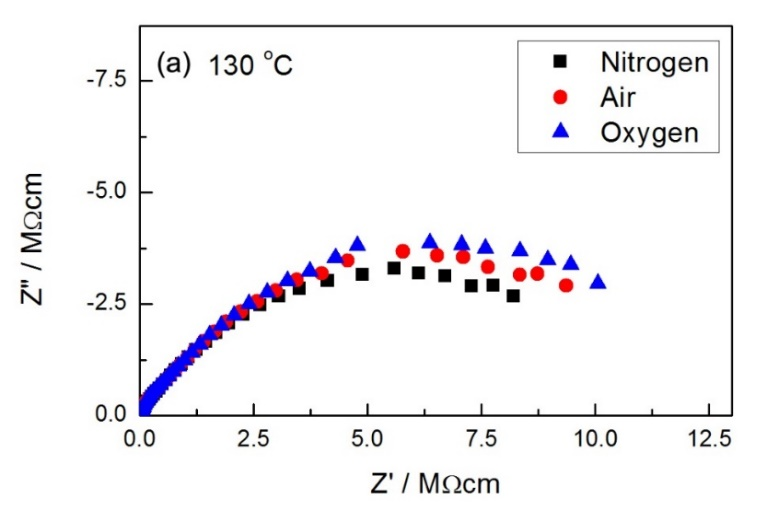 (a) 130 °C
Nitrogen
Air
Oxygen
-7.5
-5.0
-2.5
0.0
Z" / MΩcm
0.0 2.5 5.0 7.5 10.0 12.5
Z' / MΩcm